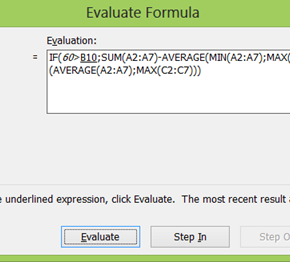 Evaluate Formula
Evaluation:
= IF(60>B10;SUM(A2:A7)-AVERAGE(MIN(A2:A7);MAX(
(AVERAGE(A2:A7);MAX(C2:C7)))
underlined expression, click Evaluate. The most recent result
Evaluate Step In Step O